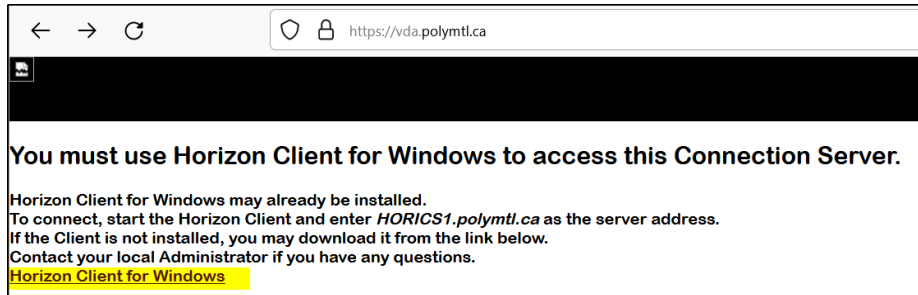 https://vda.polymtl.ca
You must use Horizon Client for Windows to access this Connection Server.
Horizon Client for Windows may already be installed.
To connect, start the Horizon Client and enter HORICS1.polymtl.ca as the server address.
If the Client is not installed, you may download it from the link below.
Contact your local Administrator if you have any questions.
Horizon Client for Windows